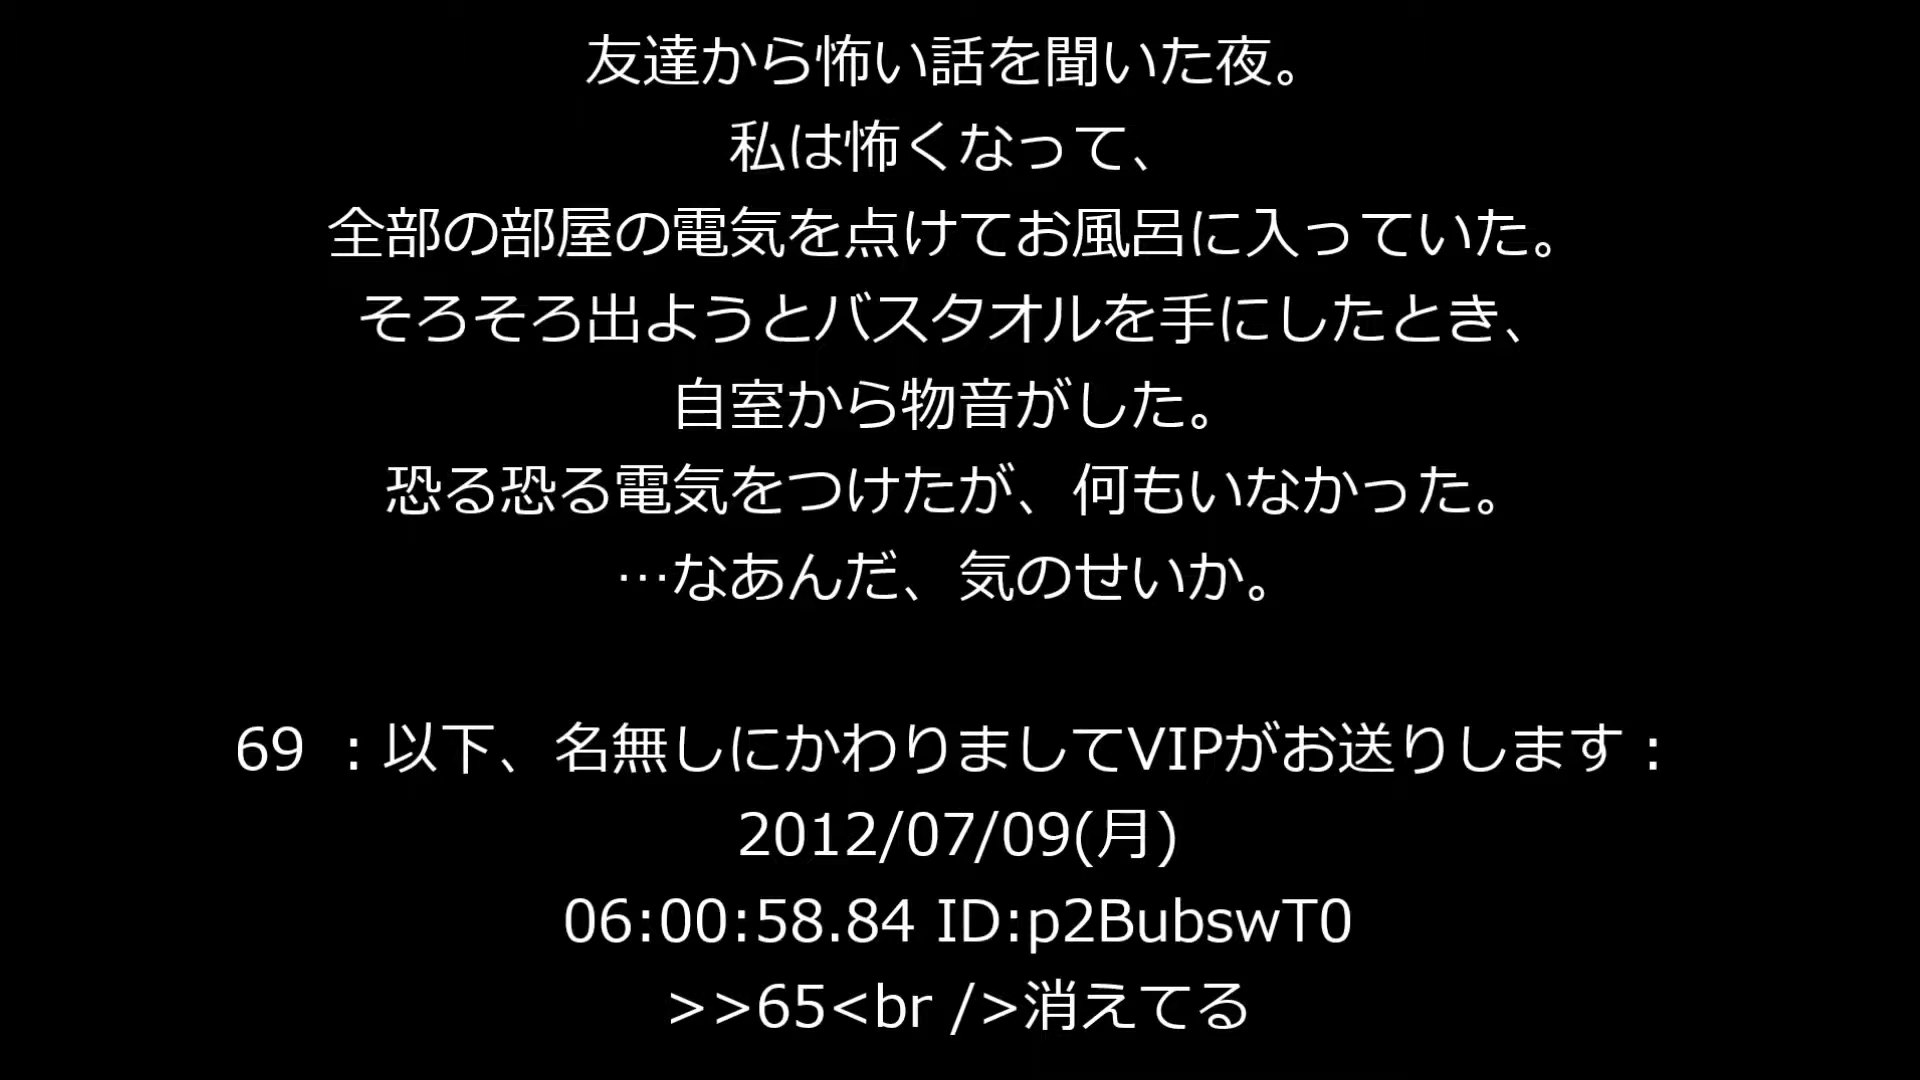 友達から怖い話を聞いた夜。
私は怖くなって、
全部の部屋の電気を点けてお風呂に入っていた。
そろそろ出ようとバスタオルを手にしたとき、
自室から物音がした。
恐る恐る電気をつけたが、何もいなかった。
…なあんだ、気のせいか。
69 ：以下、名無しにかわりましてVIPがお送りします：
2012/07/09(月)
06:00:58.84 ID:p2BubswT0
>>65<br />消えてる